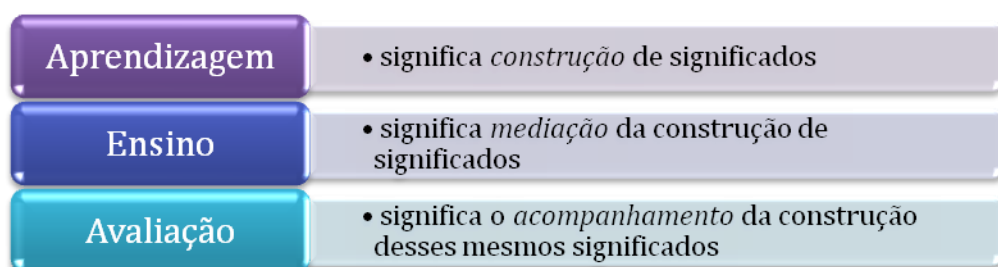 Aprendizagem
• significa construção de significados
Ensino
• significa mediação da construção de
significados
Avaliação
• significa o acompanhamento da construção
desses mesmos significados